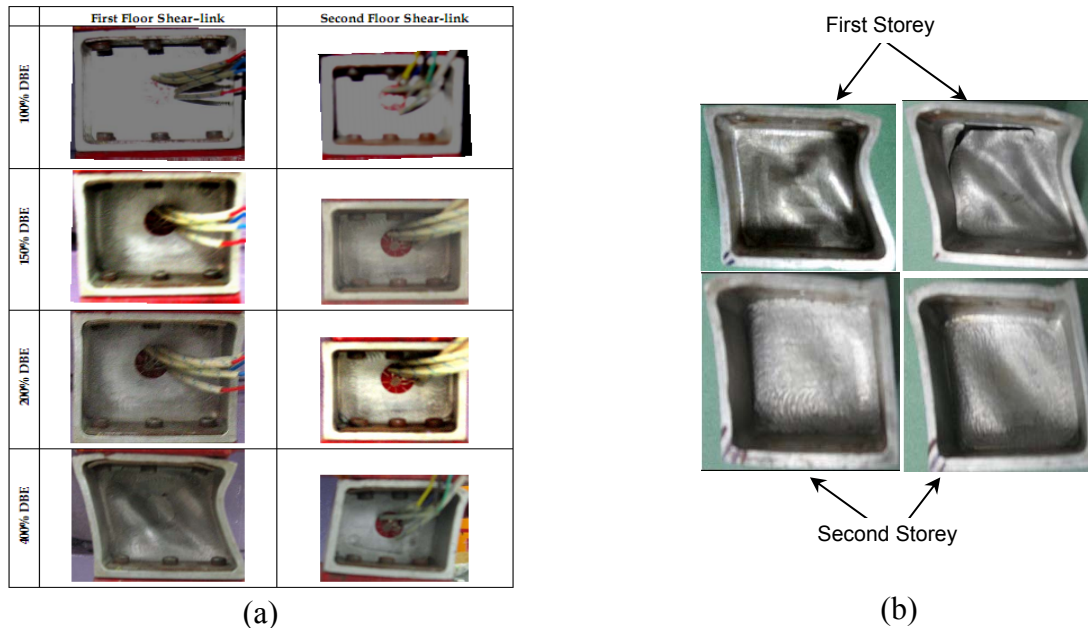 First Floor Shear-link
Second Floor Shear-link
100% DBE
150% DBE
200% DBE
400% DBE
(a)
First Storey
Second Storey
(b)